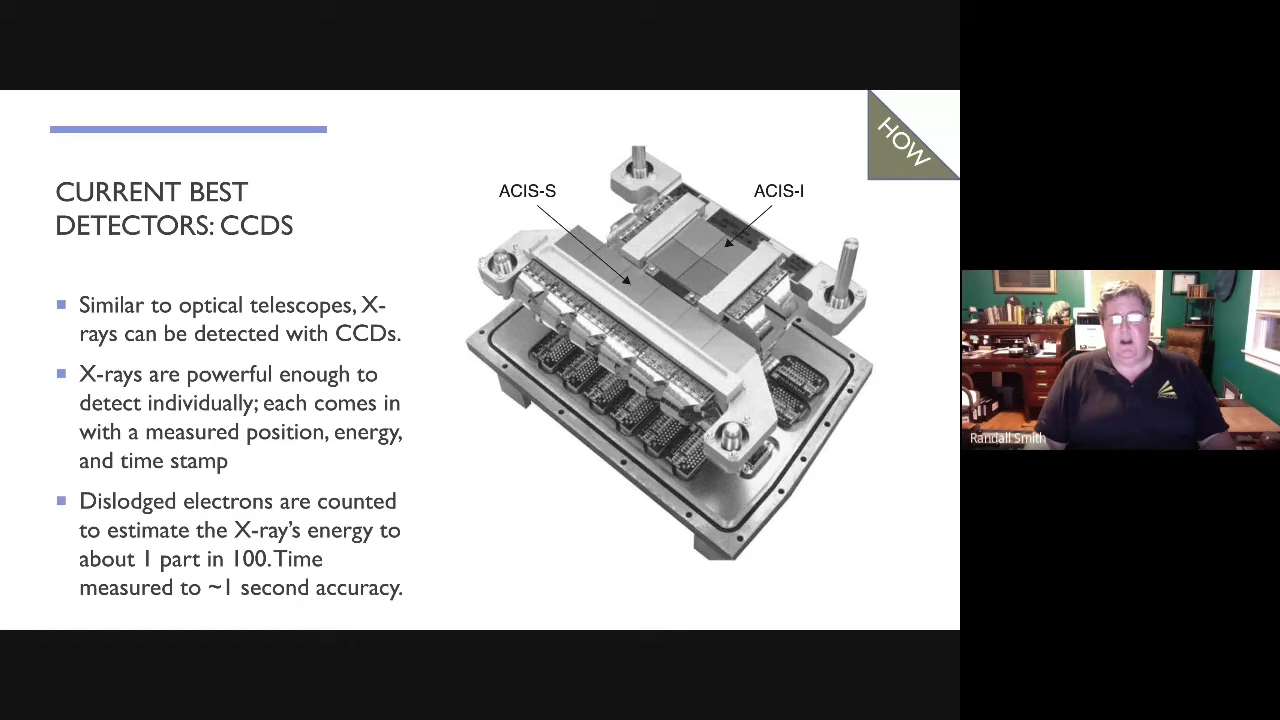 HOW
CURRENT BEST
DETECTORS: CCDS
Similar to optical telescopes, X-
rays can be detected with CCDs.
X-rays are powerful enough to
detect individually; each comes in
with a measured position, energy,
and time stamp
Dislodged electrons are counted
to estimate the X-ray's energy to
about 1 part in 100. Time
measured to ~1 second accuracy.
ACIS-S
ACIS-I
Randall Smith